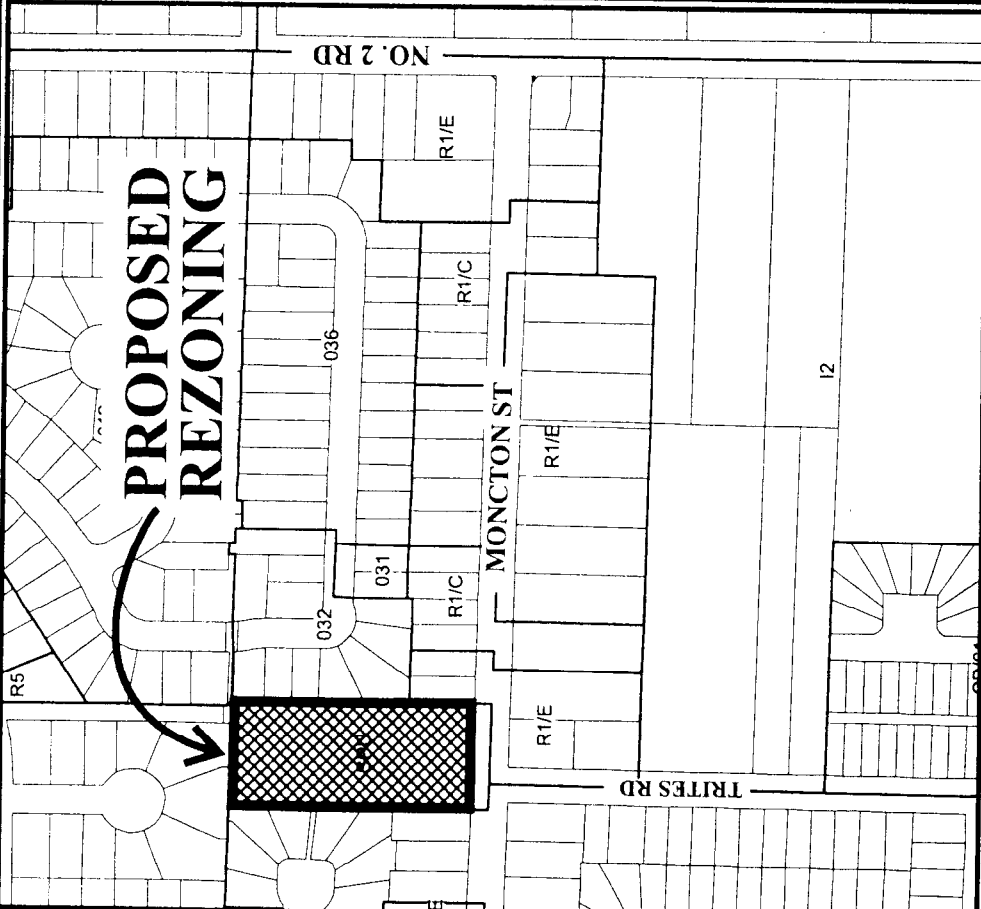 NO. 2 RD
R1/E
PROPOSED
REZONING
R1/C
036
I2
MONCTON ST
R1/E
031
032
R1/C
R5
R1/E
TRITES RD